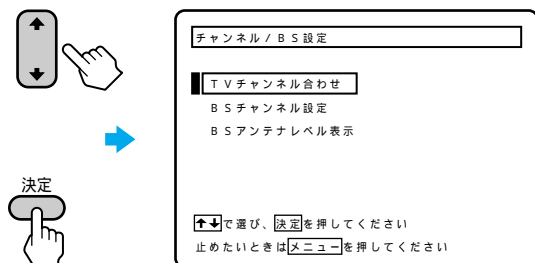 チャンネル/BS設定
TVチャンネル合わせ
BSチャンネル設定
BSアンテナレベル表示
決定
↑↓で選び、決定を押してください
止めたいときはメニューを押してください